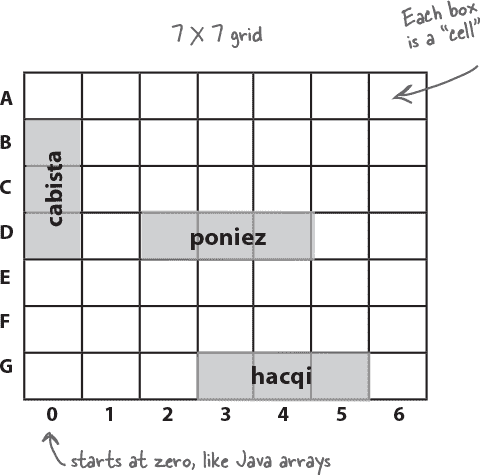 7 X 7 grid
Each box
is a "cell"
A
B
C
D
E
F
G
cabista
poniez
hacqi
0 1 2 3 4 5 6
starts at zero, like Java arrays